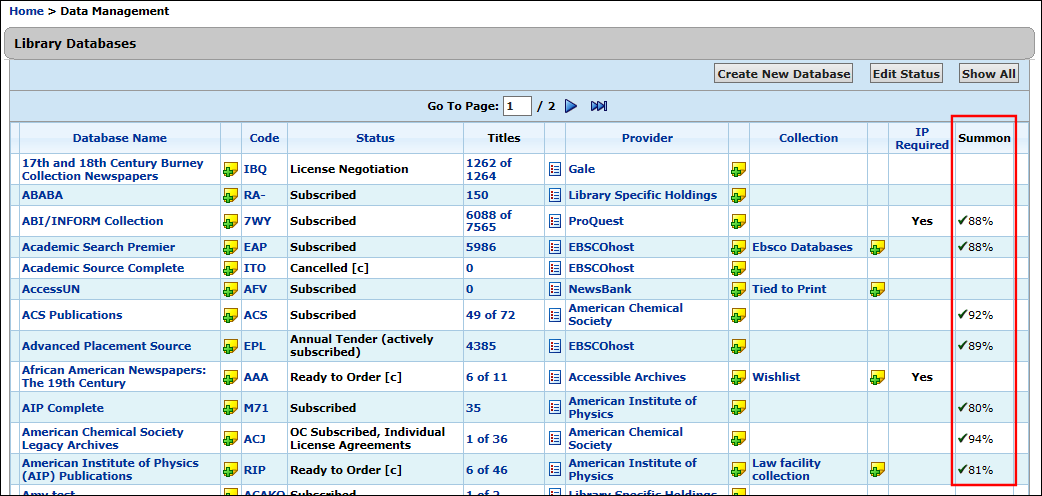 Home > Data Management
Library Databases
Create New Database Edit Status Show All
Go To Page: 1 / 2
Database Name Code Status Titles Provider Collection IP Required Summon
17th and 18th Century Burney Collection Newspapers IBQ License Negotiation 1262 of 1264 Gale
ABABA RA- Subscribed 150 Library Specific Holdings
ABI/INFORM Collection 7WY Subscribed 6088 of 7565 ProQuest Yes ✔88%
Academic Search Premier EAP Subscribed 5986 EBSCOhost Ebsco Databases ✔88%
Academic Source Complete ITO Cancelled [c] 0 EBSCOhost
AccessUN AFV Subscribed 0 NewsBank Tied to Print
ACS Publications ACS Subscribed 49 of 72 American Chemical Society ✔92%
Advanced Placement Source EPL Annual Tender (actively subscribed) 4385 EBSCOhost ✔89%
African American Newspapers: The 19th Century AAA Ready to Order [c] 6 of 11 Accessible Archives Wishlist Yes
AIP Complete M71 Subscribed 35 American Institute of Physics ✔80%
American Chemical Society Legacy Archives ACJ OC Subscribed, Individual License Agreements 1 of 36 American Chemical Society ✔94%
American Institute of Physics (AIP) Publications RIP Ready to Order [c] 6 of 46 American Institute of Physics Law facility collection ✔81%
Amy test ACAKO Subscribed 1 of 2 Library Specific Holdings